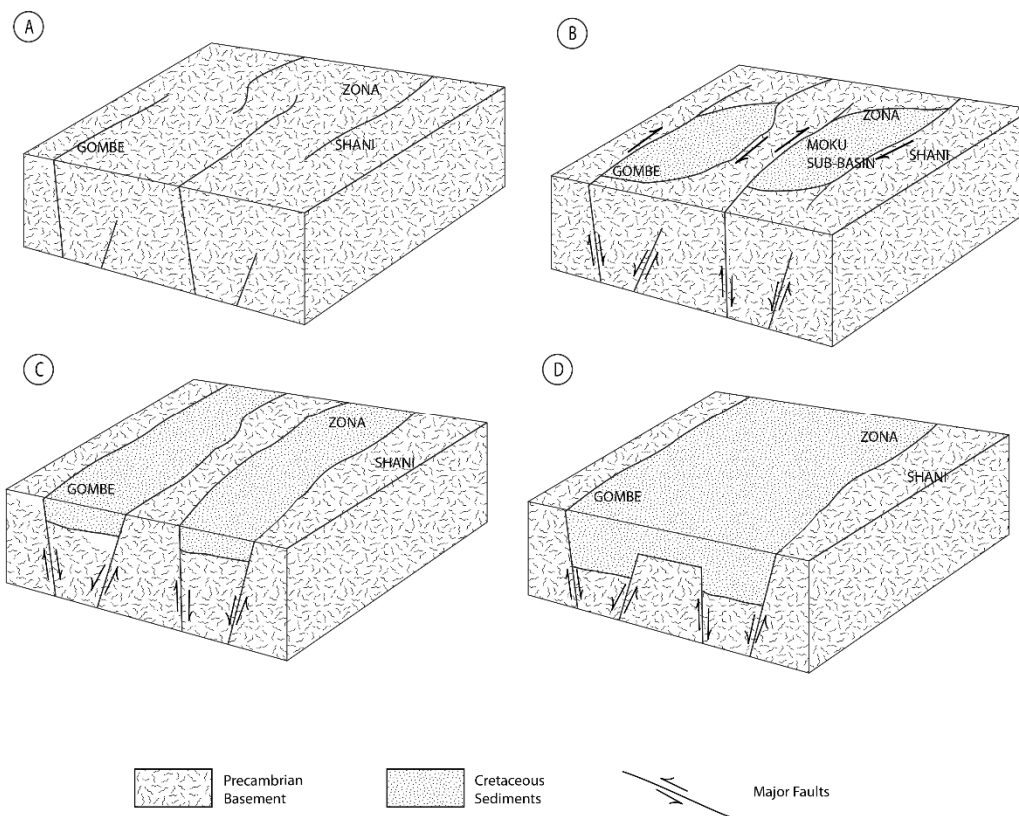 A
ZONA
GOMBE
SHANI
B
ZONA
MOKU
SUB-BASIN
SHANI
GOMBE
C
ZONA
SHANI
GOMBE
D
ZONA
SHANI
GOMBE
Precambrian
Basement
Cretaceous
Sediments
Major Faults